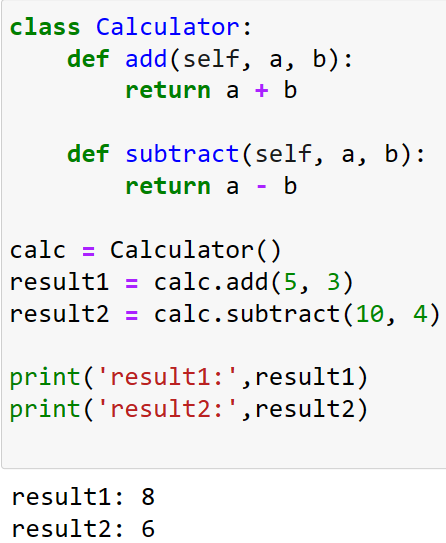 class Calculator:
    def add(self, a, b):
        return a + b

    def subtract(self, a, b):
        return a - b

calc = Calculator()
result1 = calc.add(5, 3)
result2 = calc.subtract(10, 4)

print('result1:',result1)
print('result2:',result2)

result1: 8
result2: 6